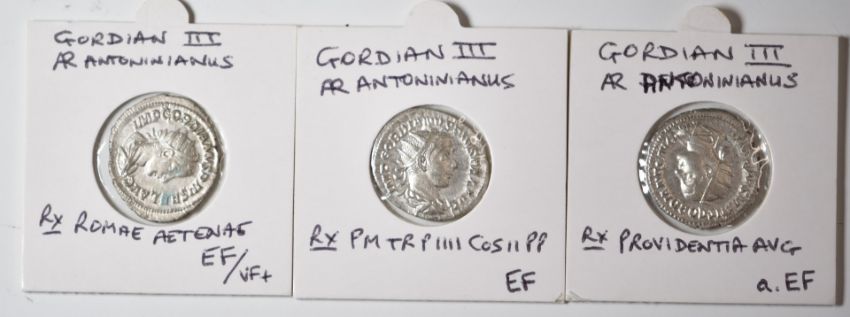 GORDIAN III
AR ANTONINIANUS
RX ROMAE AETENAE
EF/VF+
GORDIAN III
AR ANTONINIANUS
RX PM TR P IIII COS II PP
EF
GORDIAN III
AR ANTONINIANUS
RX PROVIDENTIA AVG
a. EF